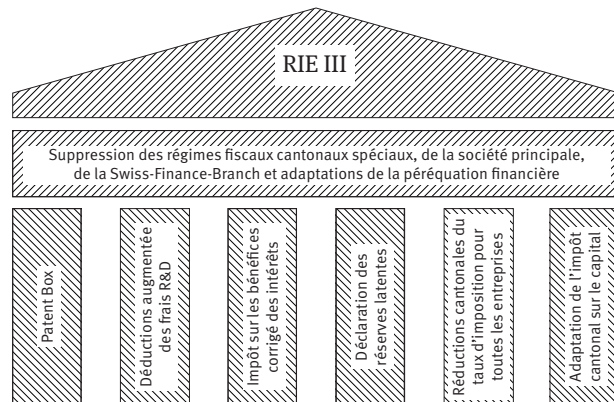 RIE III
Suppression des régimes fiscaux cantonaux spéciaux, de la société principale,
de la Swiss-Finance-Branch et adaptations de la péréquation financière
Patent Box
Déductions augmentée
des frais R&D
Impôt sur les bénéfices
corrigé des intérêts
Déclaration des
réserves latentes
Réductions cantonales du
taux d'imposition pour
toutes les entreprises
Adaptation de l'impôt
cantonal sur le capital